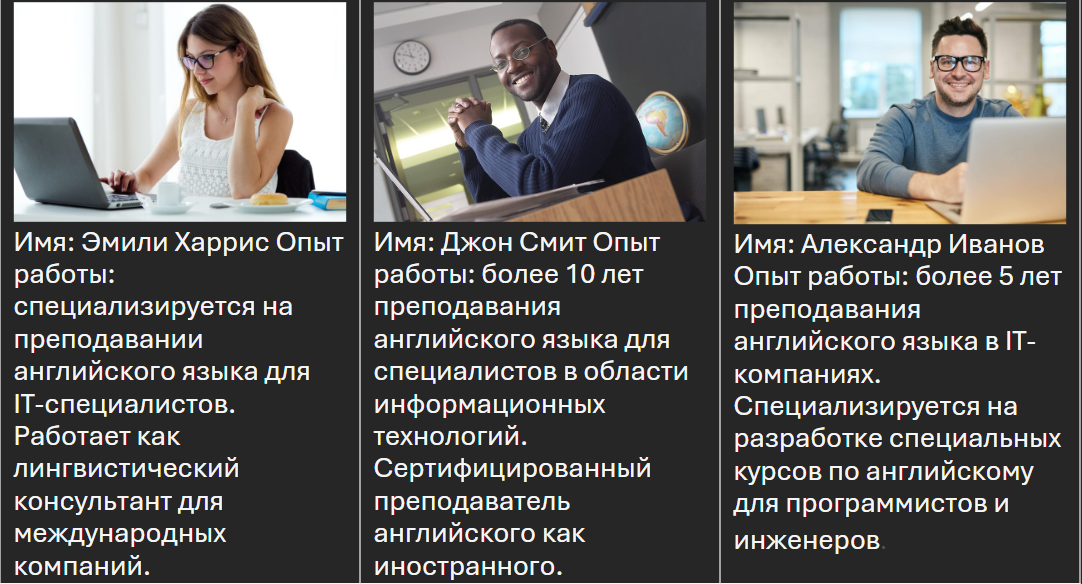 Имя: Эмили Харрис Опыт
работы:
специализируется на
преподавании
английского языка для
IT-специалистов.
Работает как
лингвистический
консультант для
международных
компаний.
Имя: Джон Смит Опыт
работы: более 10 лет
преподавания
английского языка для
специалистов в области
информационных
технологий.
Сертифицированный
преподаватель
английского как
иностранного.
Имя: Александр Иванов
Опыт работы: более 5 лет
преподавания
английского языка в IT-
компаниях.
Специализируется на
разработке специальных
курсов по английскому
для программистов и
инженеров.